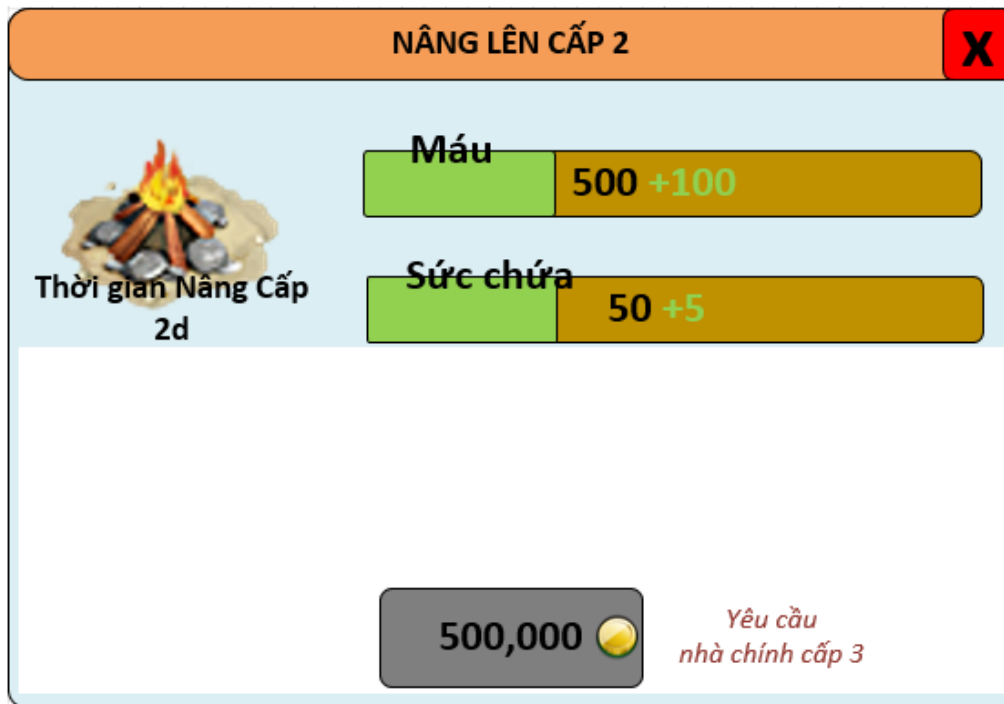 NÂNG LÊN CẤP 2
X
Máu
500 +100
Sức chứa
50 +5
Thời gian Nâng Cấp
2d
500,000
Yêu cầu
nhà chính cấp 3